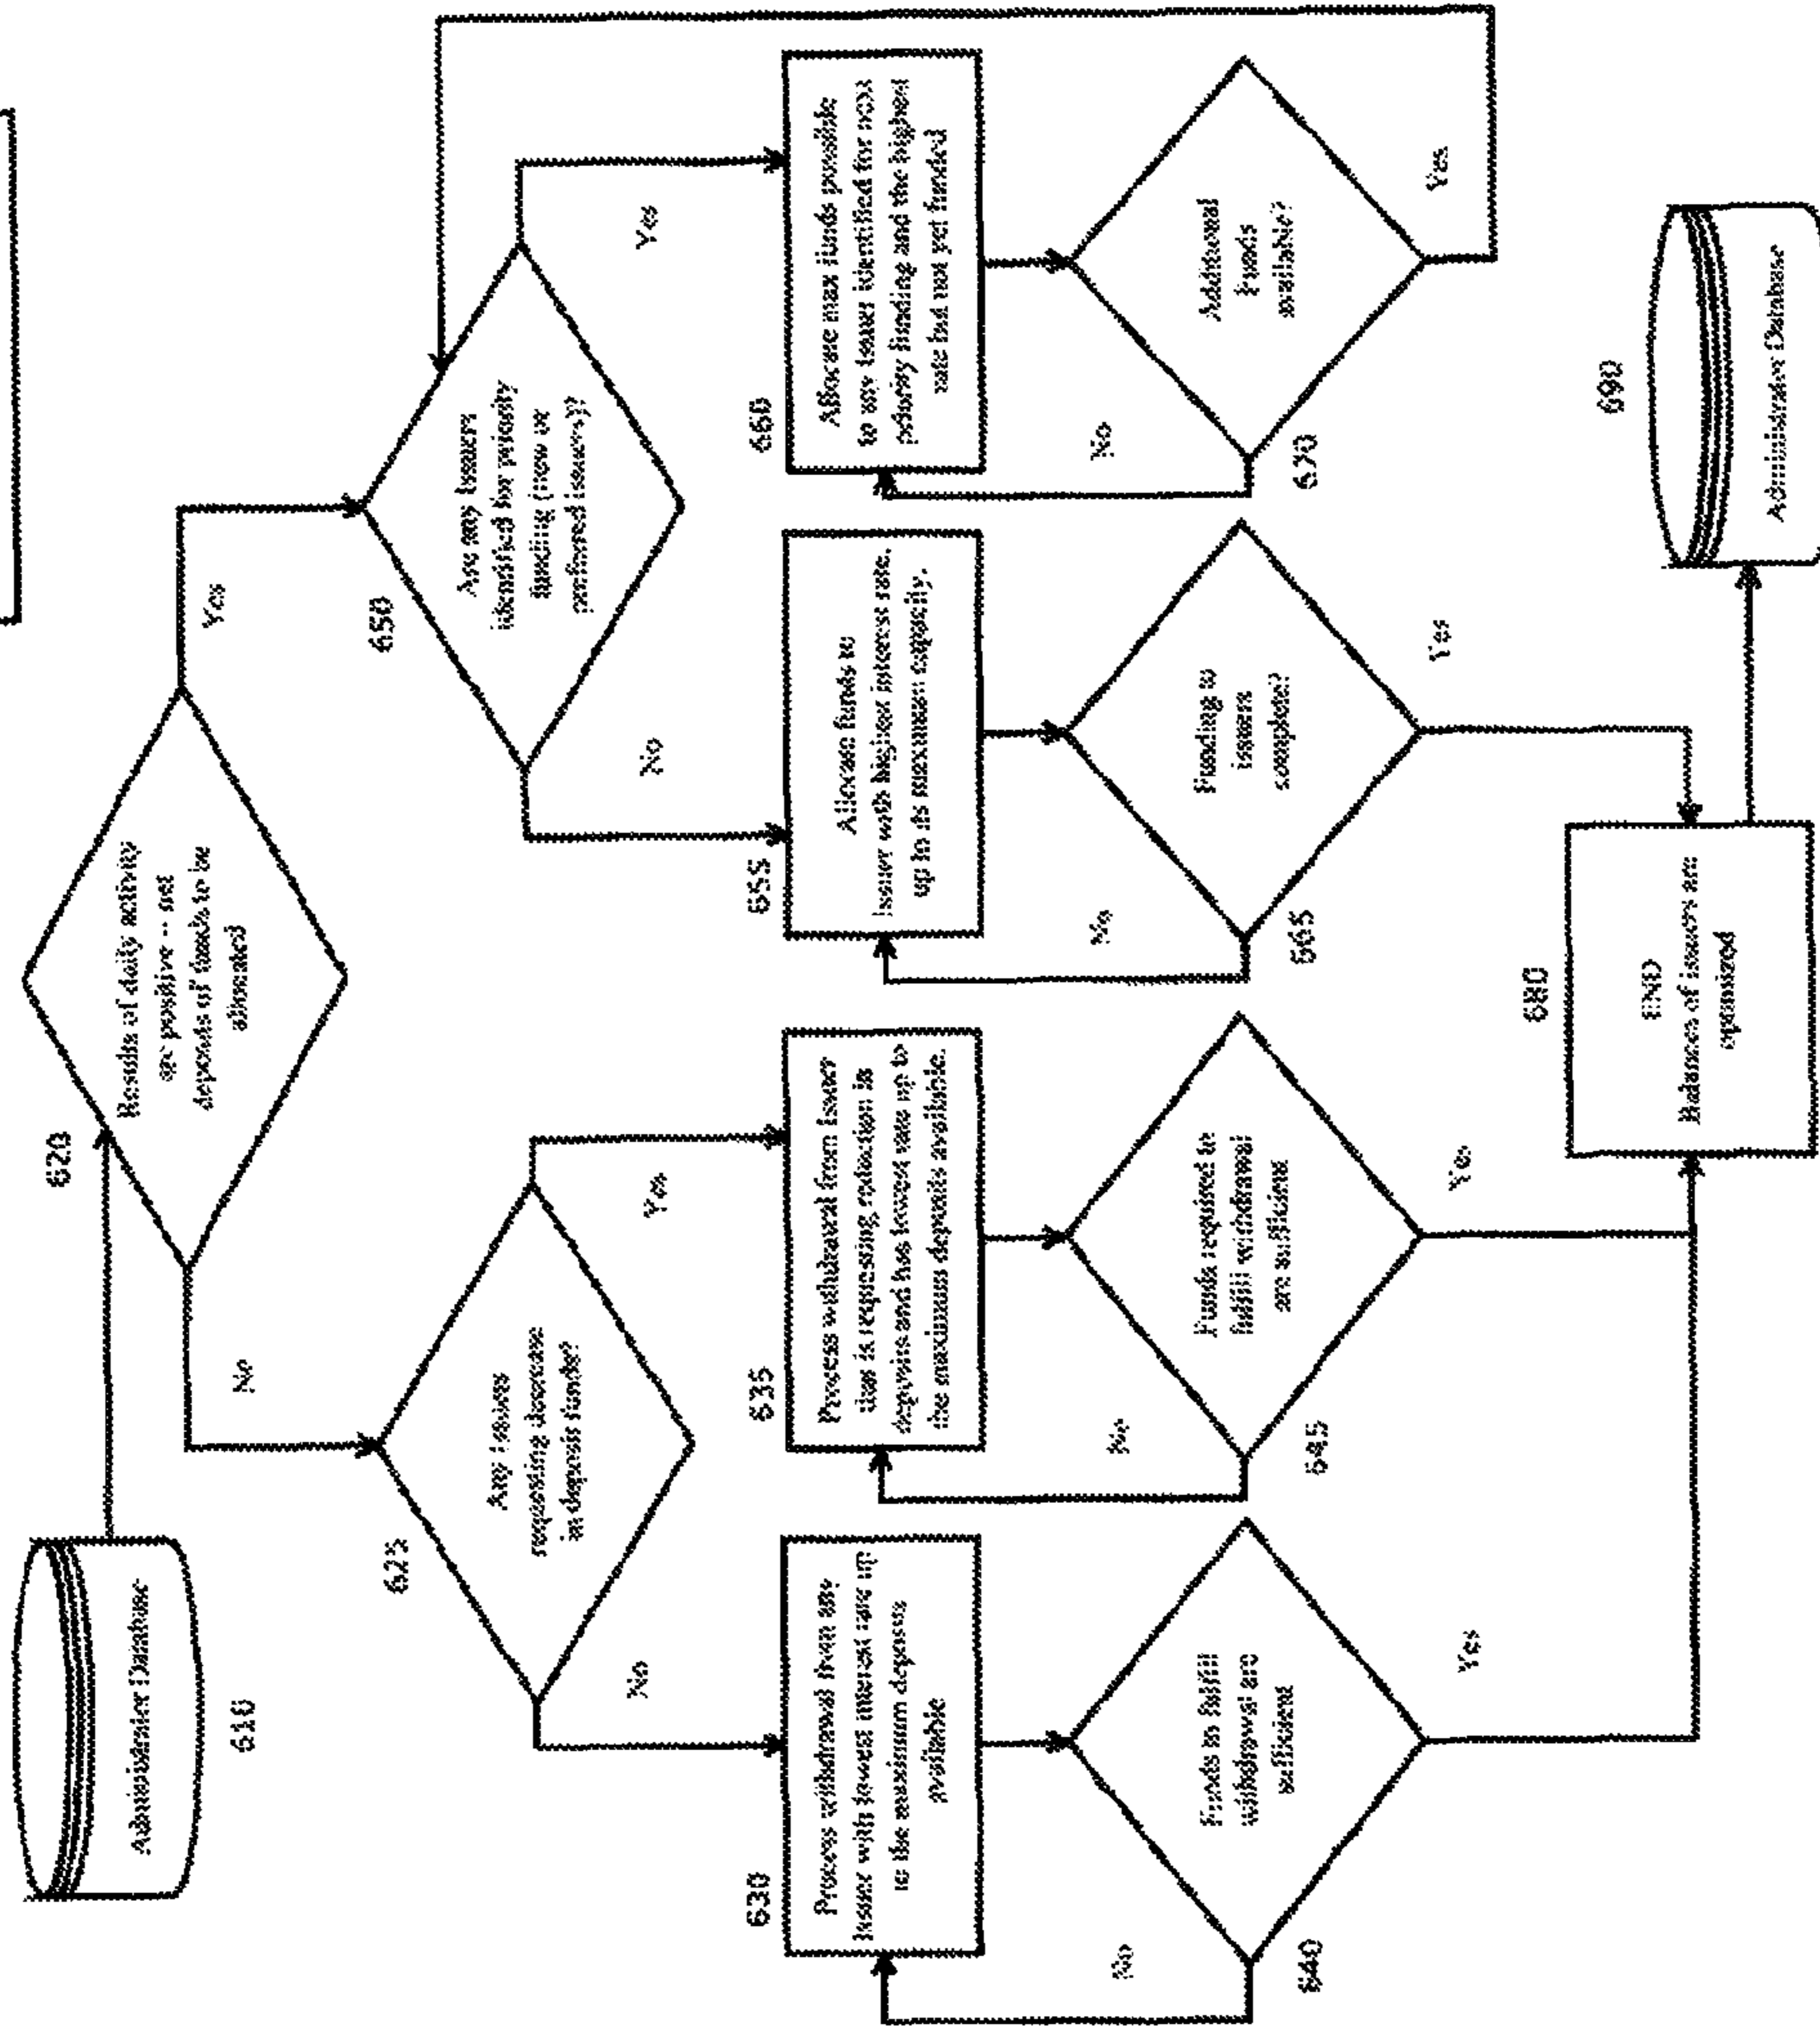 Administer Database
610
620
Results of daily activity
are positive -- net
deposits of funds to be
allocated
No
Yes
625
Any Issuers
requesting decrease
in deposit funds?
650
Are any Issuers
identified for priority
funding (new or
preferred issuers)?
No
Yes
No
Yes
630
Process withdrawal from any
Issuer with lowest interest rate up
to the maximum deposit
available
635
Process withdrawal from Issuer
that is requesting reduction in
deposits and has lowest rate up to
the maximum deposits available.
655
Allocate funds to
Issuer with highest interest rate,
up to its maximum capacity.
660
Allocate max funds possible
to any issuer identified for
priority funding and the highest
rate but not yet funded
No
No
No
No
640
Funds to fulfill
withdrawal are
sufficient
645
Funds required to
fulfill withdrawal
are sufficient
665
Funding to
issuers
complete?
670
Additional
Funds
available?
Yes
Yes
Yes
Yes
680
END
Balances of issuers are
optimized
690
Administer Database